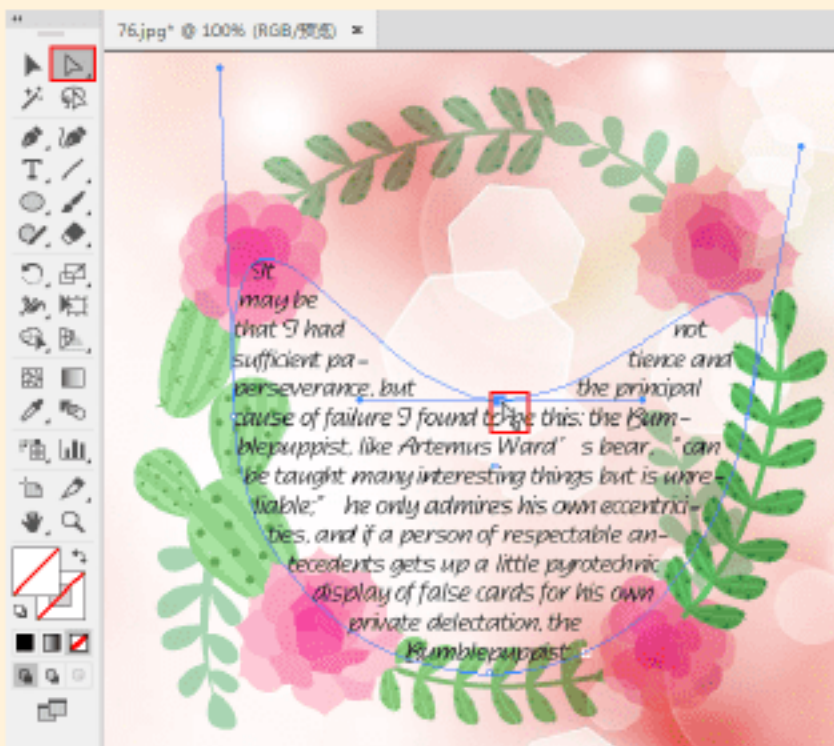 76.jpg* @ 100% (RGB/预览)
It
may be
that I had not
sufficient pa- tience and
perseverance, but the principal
cause of failure I found to be this: the Bum-
blepuppist, like Artemus Ward's bear, "can
be taught many interesting things but is unre-
liable;" he only admires his own eccentrici-
ties, and if a person of respectable an-
tecedents gets up a little pyrotechnic
display of false cards for his own
private delectation, the
Bumblepuppist